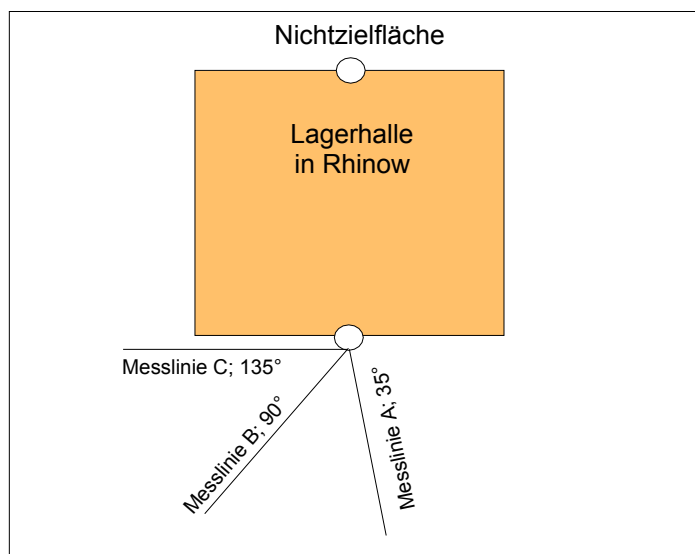 Nichtzielfläche
Lagerhalle
in Rhinow
Messlinie C; 135°
Messlinie B; 90°
Messlinie A; 35°